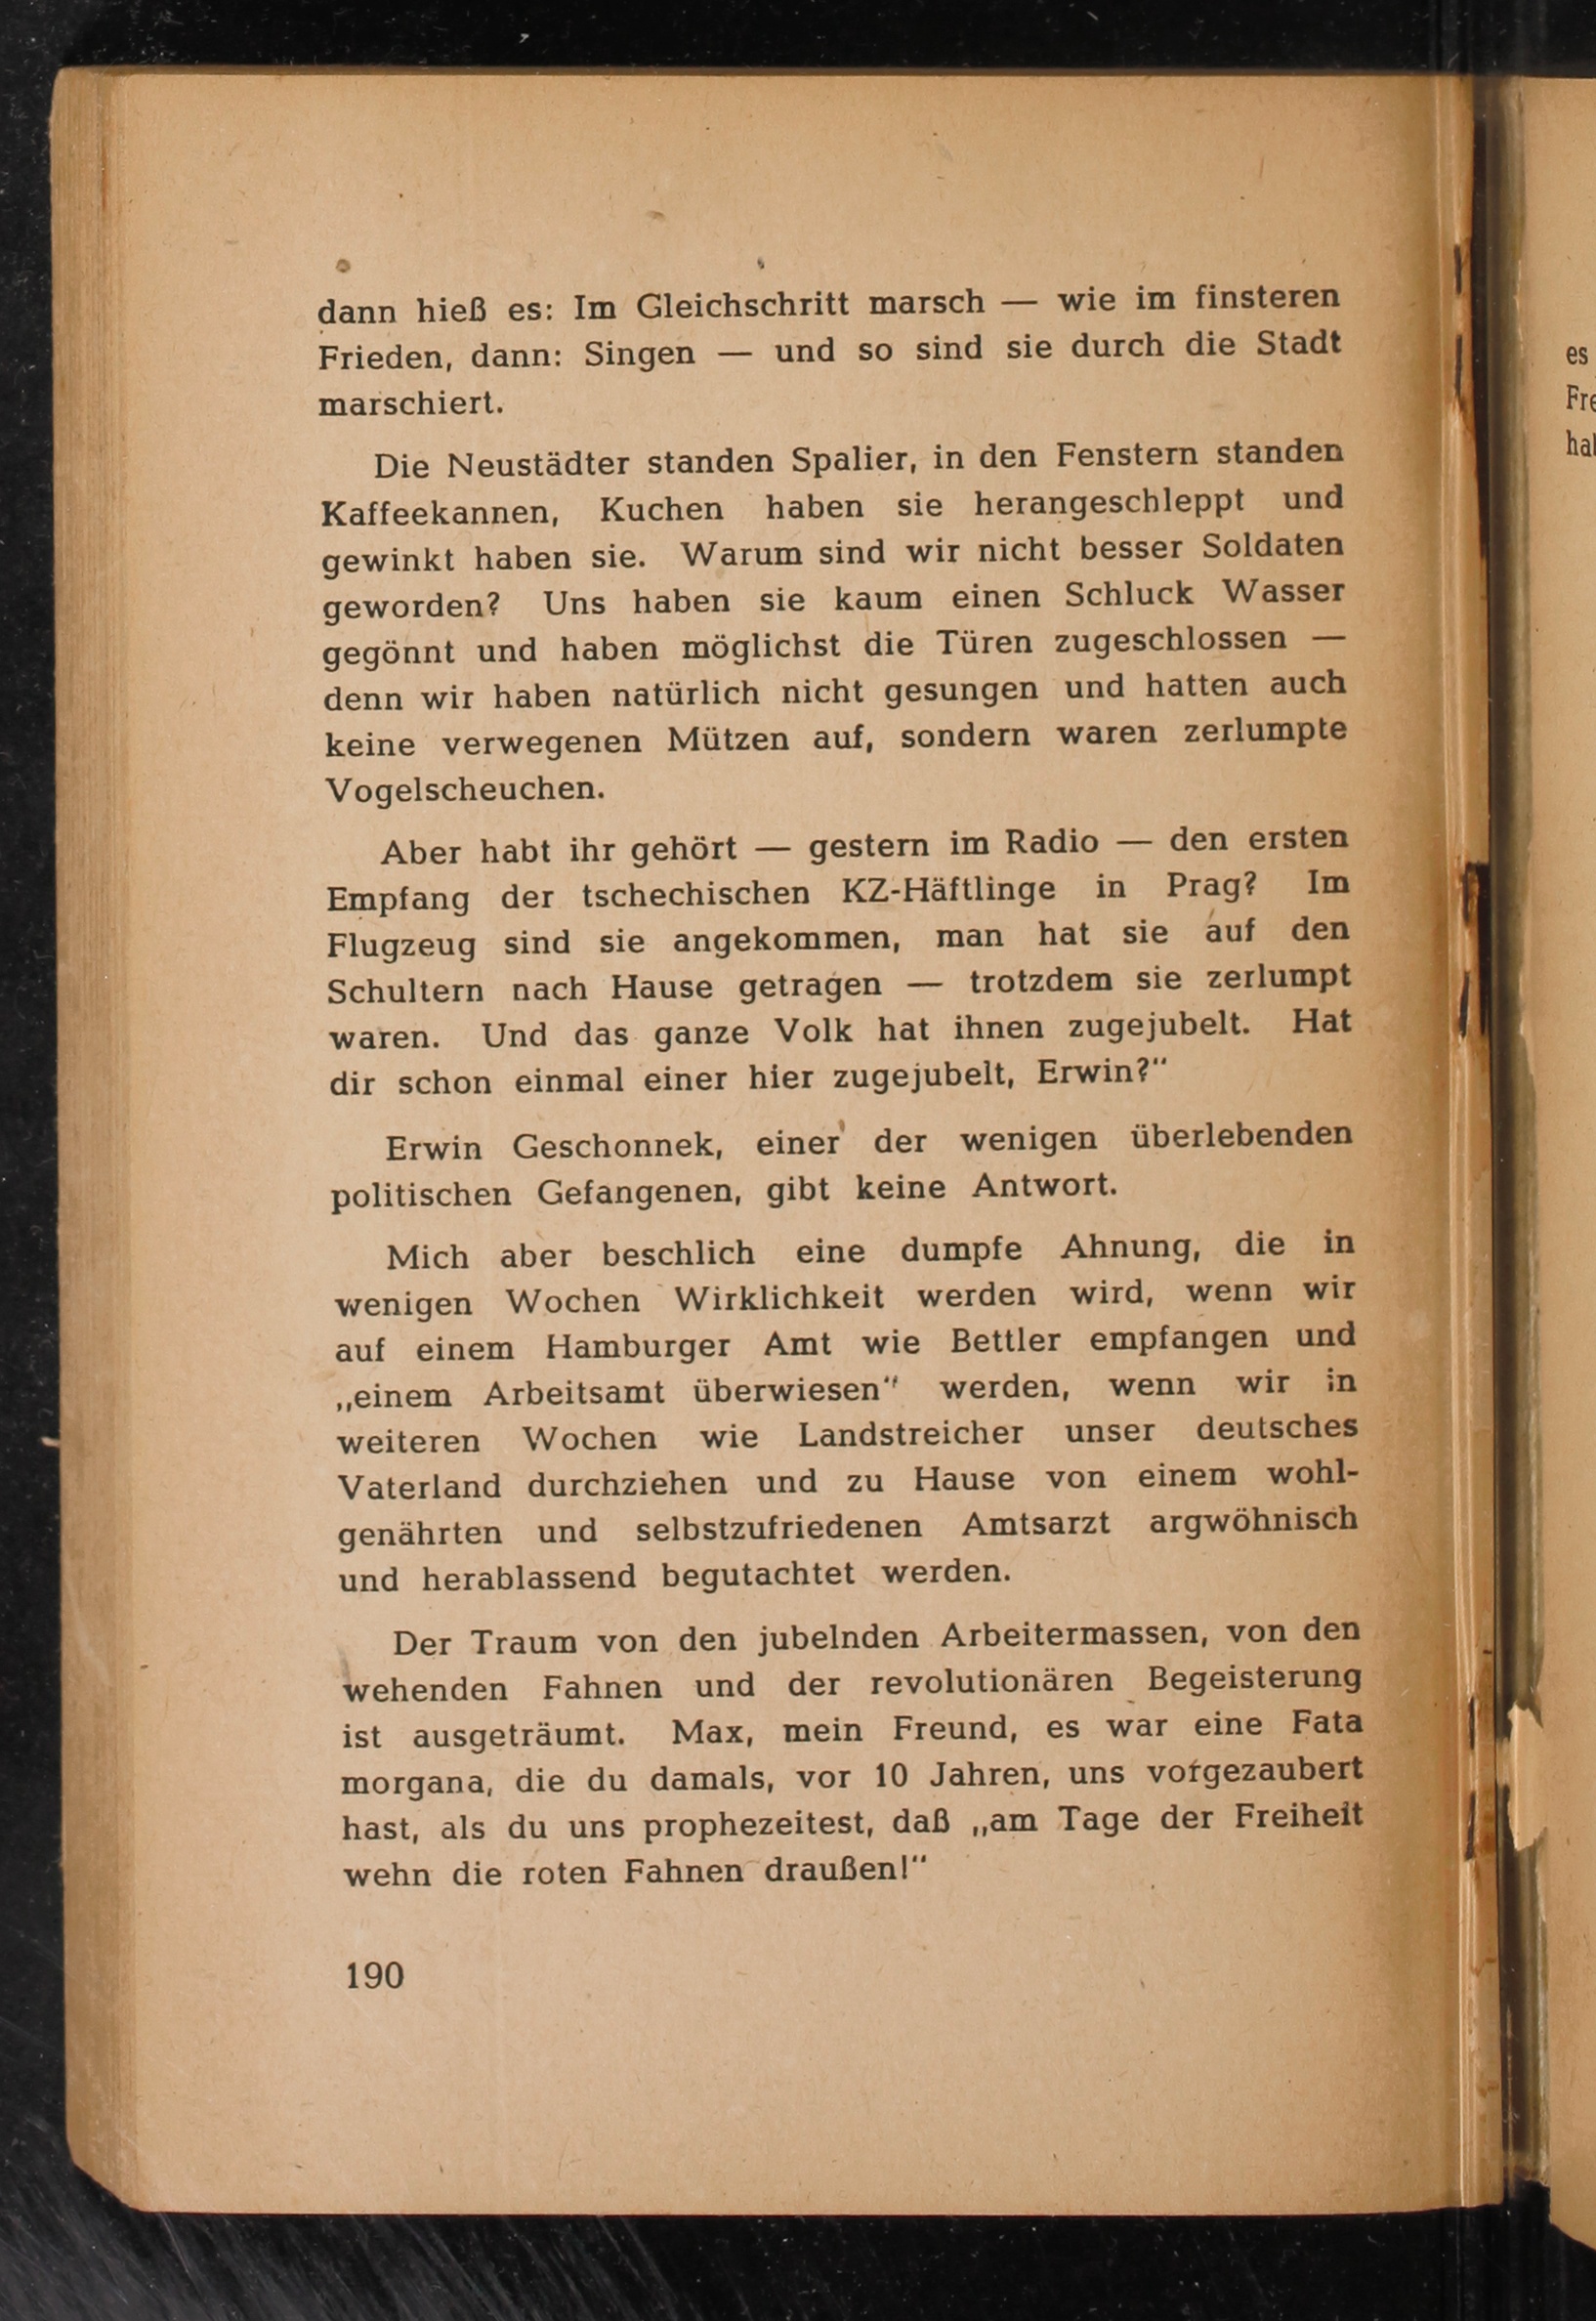 dann hieß es: Im Gleichschritt marsch — wie im finsteren
Frieden, dann: Singen — und so sind sie durch die Stadt
marschiert.
Die Neustädter standen Spalier, in den Fenstern standen
Kaffeekannen, Kuchen haben sie herangeschleppt und
gewinkt haben sie. Warum sind wir nicht besser Soldaten
geworden? Uns haben sie kaum einen Schluck Wasser
gegönnt und haben möglichst die Türen zugeschlossen —
denn wir haben natürlich nicht gesungen und hatten auch
keine verwegenen Mützen auf, sondern waren zerlumpte
Vogelscheuchen.
Aber habt ihr gehört — gestern im Radio — den ersten
Empfang der tschechischen KZ-Häftlinge in Prag? Im
Flugzeug sind sie angekommen, man hat sie auf den
Schultern nach Hause getragen — trotzdem sie zerlumpt
waren. Und das ganze Volk hat ihnen zugejubelt. Hat
dir schon einmal einer hier zugejubelt, Erwin?“
Erwin Geschonnek, einer der wenigen überlebenden
politischen Gefangenen, gibt keine Antwort.
Mich aber beschlich eine dumpfe Ahnung, die in
wenigen Wochen Wirklichkeit werden wird, wenn wir
auf einem Hamburger Amt wie Bettler empfangen und
„einem Arbeitsamt überwiesen“ werden, wenn wir in
weiteren Wochen wie Landstreicher unser deutsches
Vaterland durchziehen und zu Hause von einem wohl-
genährten und selbstzufriedenen Amtsarzt argwöhnisch
und herablassend begutachtet werden.
Der Traum von den jubelnden Arbeitermassen, von den
wehenden Fahnen und der revolutionären Begeisterung
ist ausgeträumt. Max, mein Freund, es war eine Fata
morgana, die du damals, vor 10 Jahren, uns vorgezaubert
hast, als du uns prophezeitest, daß „am Tage der Freiheit
wehn die roten Fahnen draußen!“
190
es